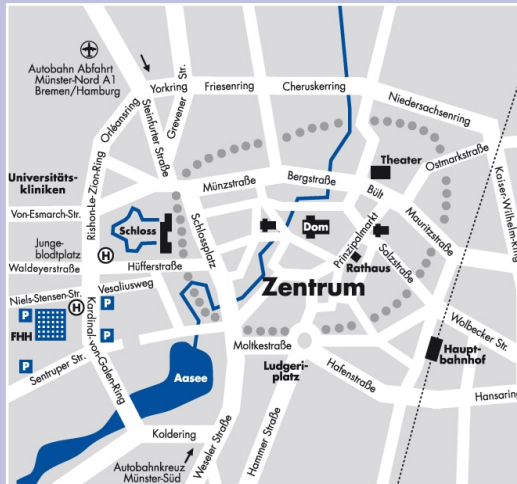 Autobahn Abfahrt
Münster-Nord A1
Bremen/Hamburg
Yorkring
Friesenring
Cheruskerring
Niedersachsenring
Orléansring
Steinfurter Straße
Grevener Str.
Theater
Ostmarkstraße
Kaiser-Wilhelm-Ring
Universitäts-
kliniken
Rishon-Le-Zion-Ring
Münzstraße
Bergstraße
Bült
Von-Esmarch-Str.
Schloss
Schlossplatz
Dom
Prinzipalmarkt
Mauritzstraße
Junge-
blodtplatz
H
Waldeyerstraße
Hüfferstraße
Rathaus
Salzstraße
Zentrum
Niels-Stensen-Str.
Vesaliusweg
H
P
P
FHH
Kardinal-von-Galen-Ring
P
P
Sentruper Str.
Moltkestraße
Wolbecker Str.
Haupt-
bahnhof
Aasee
Ludgeri-
platz
Hafenstraße
Hansaring
Koldering
Weseler Straße
Hammer Straße
Autobahnkreuz
Münster-Süd